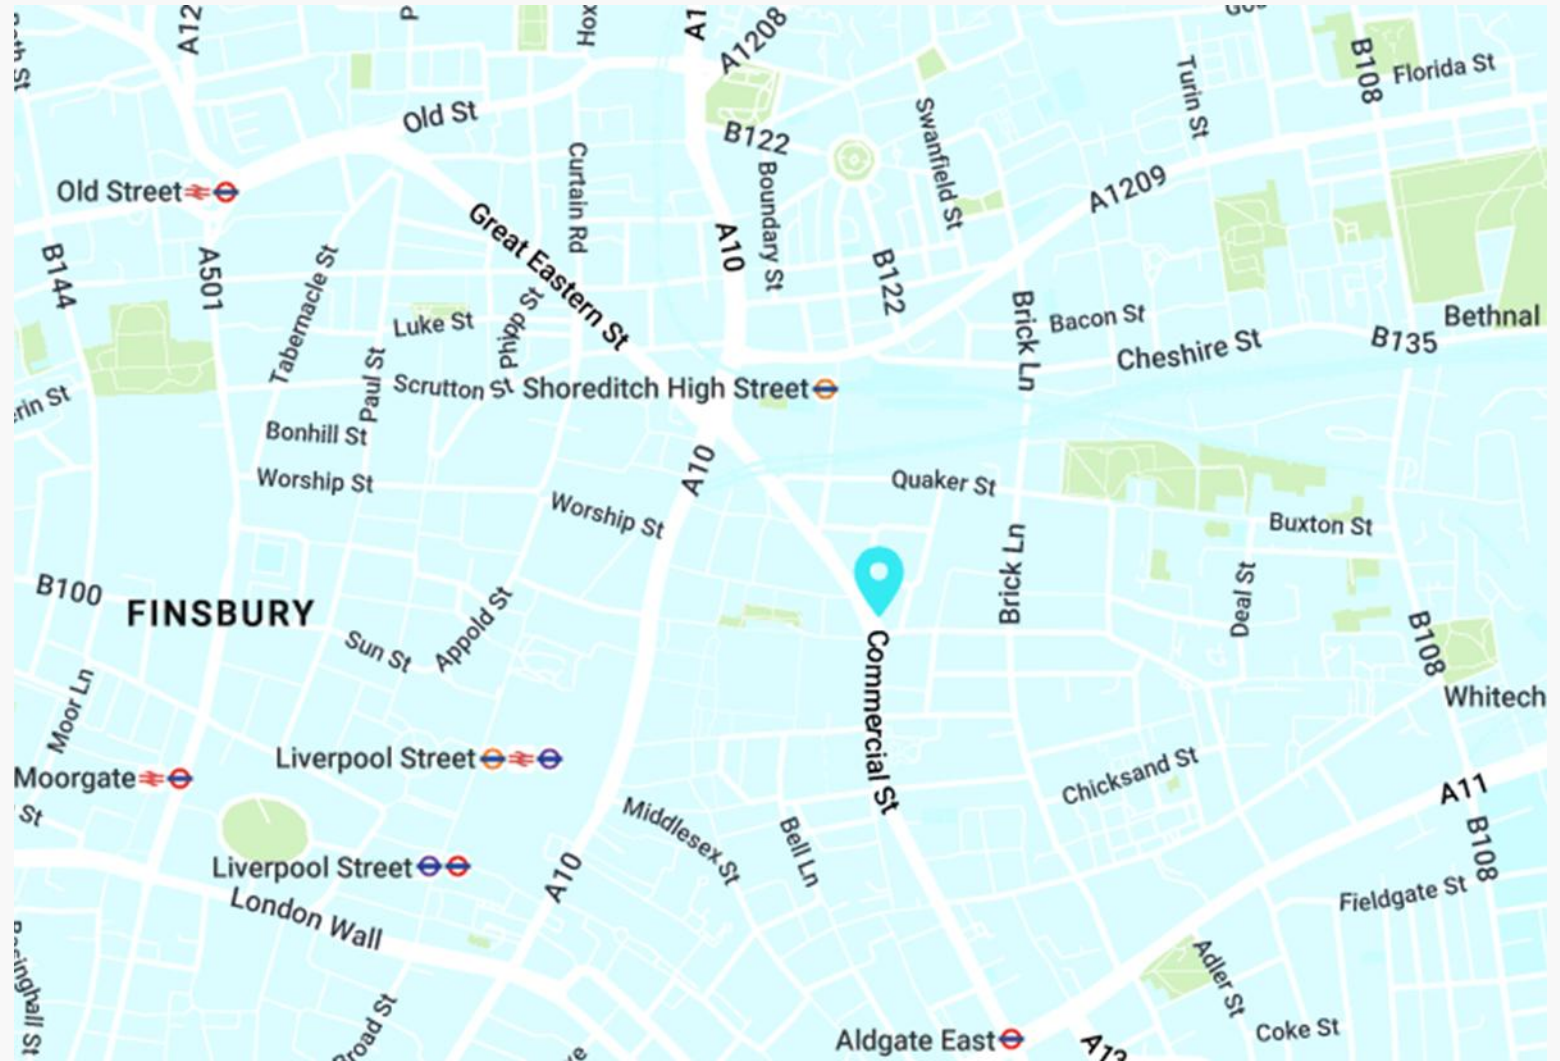 A12
A1
A1208
B108
Florida St
Turin St
Old St
B122
Swanfield St
Curtain Rd
Boundary St
A1209
Old Street
Great Eastern St
A10
B122
B144
A501
Tabernacle St
Phipp St
Luke St
Brick Ln
Bacon St
Bethnal
Cheshire St
B135
Paul St
Scrutton St
Shoreditch High Street
Bonhill St
A10
Worship St
Quaker St
Worship St
Buxton St
Brick Ln
Deal St
B100
FINSBURY
Sun St
Appold St
Commercial St
B108
Moor Ln
Whitech
Liverpool Street
Chicksand St
Moorgate
St
A11
Middlesex St
Bell Ln
B108
Liverpool Street
A10
Fieldgate St
London Wall
Adler St
Broad St
Coke St
Aldgate East
A13